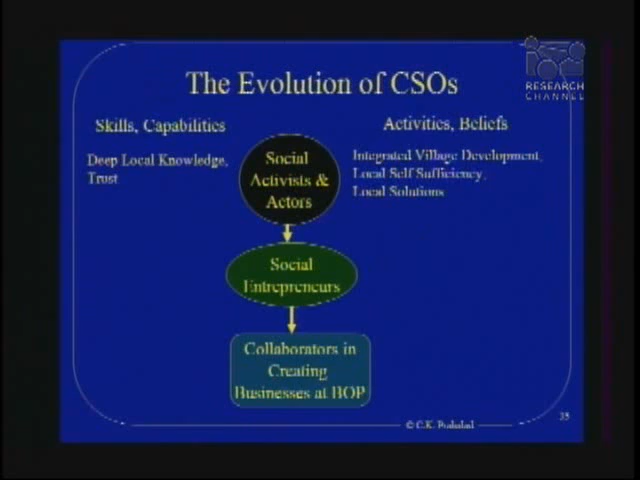 The Evolution of CSOs
RESEARCH
CHANNEL
Skills, Capabilities
Activities, Beliefs
Deep Local Knowledge,
Trust
Social
Activists &
Actors
Integrated Village Development,
Local Self Sufficiency,
Local Solutions
Social
Entrepreneurs
Collaborators in
Creating
Businesses at BOP
© C.K. Prahalad
35